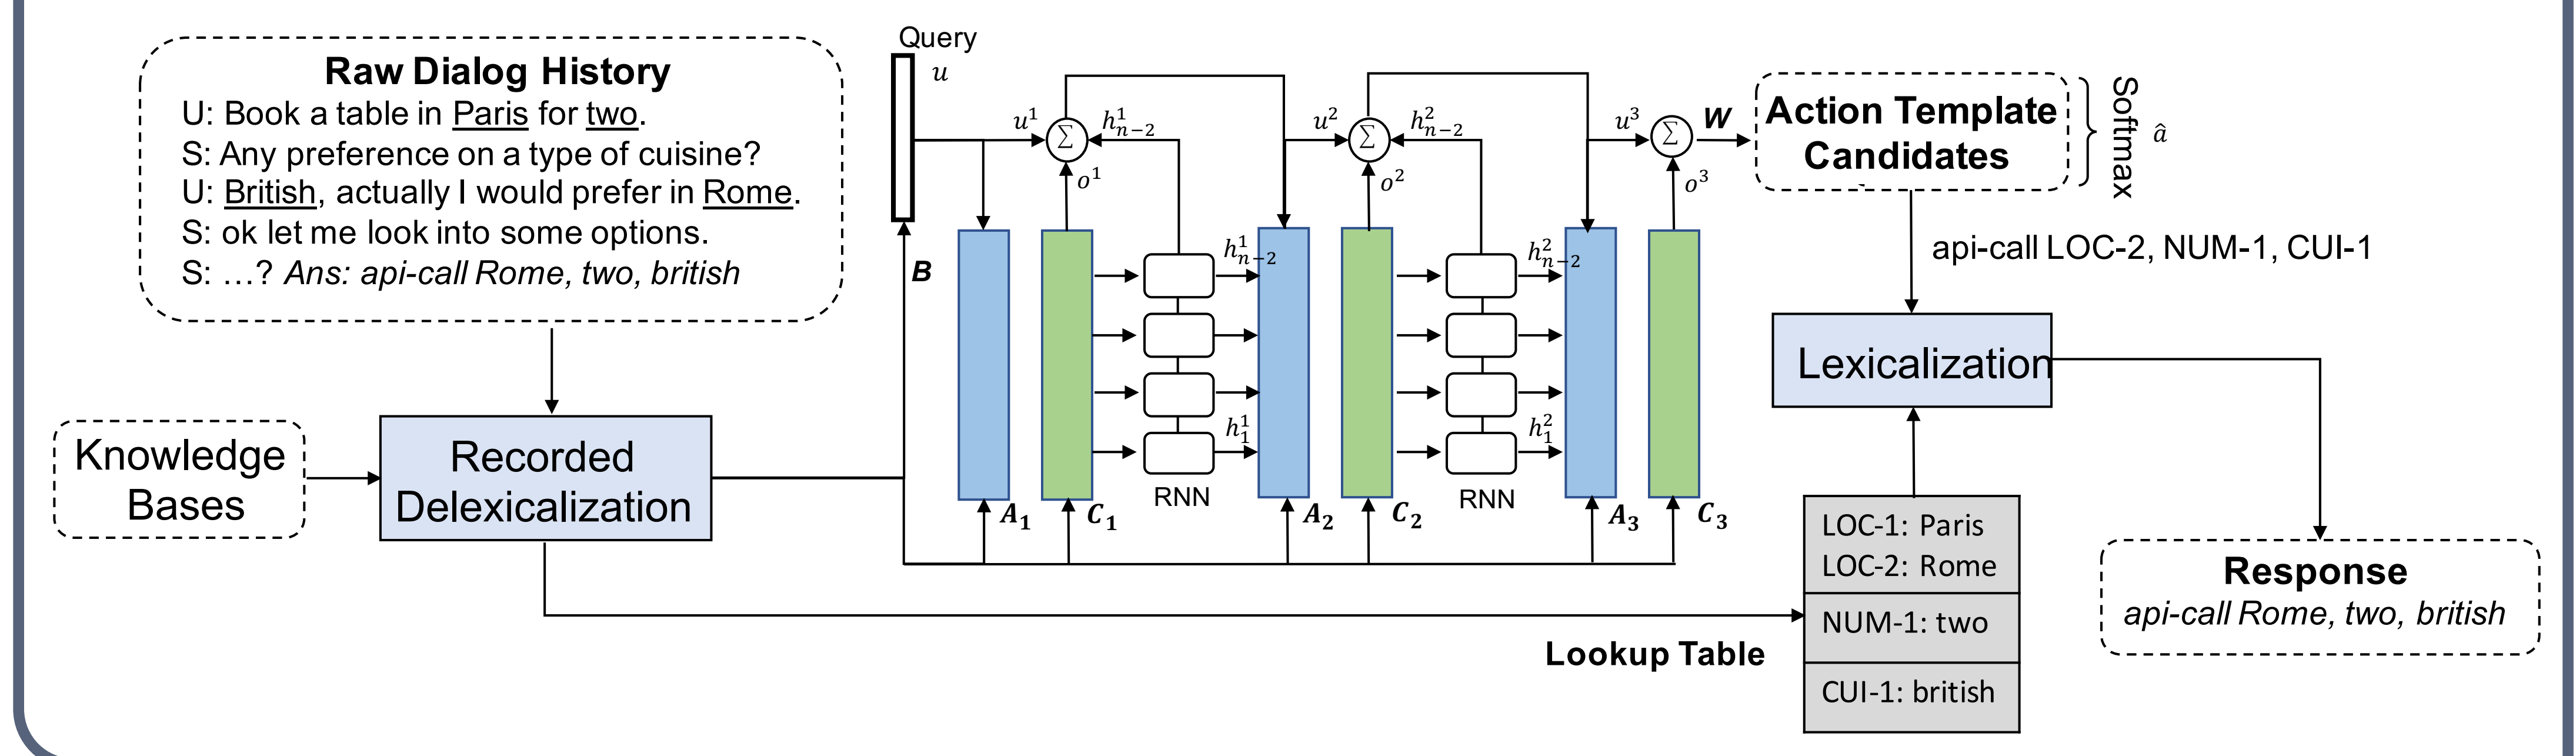 Raw Dialog History
U: Book a table in Paris for two.
S: Any preference on a type of cuisine?
U: British, actually I would prefer in Rome.
S: ok let me look into some options.
S: …? Ans: api-call Rome, two, british
Knowledge
Bases
Recorded
Delexicalization
Query
u
B
u¹
∑
h¹ₙ₋₂
o¹
h¹ₙ₋₂
h¹₁
RNN
A₁
C₁
u²
∑
h²ₙ₋₂
o²
h²ₙ₋₂
h²₁
RNN
A₂
C₂
u³
∑
o³
A₃
C₃
W
Action Template
Candidates
Softmax
â
api-call LOC-2, NUM-1, CUI-1
Lexicalization
Lookup Table
LOC-1: Paris
LOC-2: Rome
NUM-1: two
CUI-1: british
Response
api-call Rome, two, british